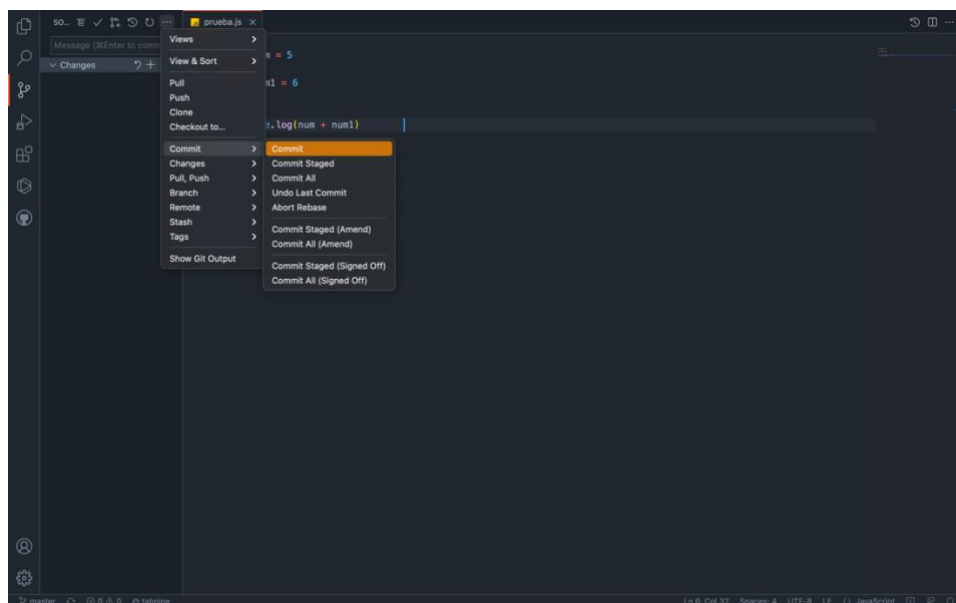 SO...
prueba.js
Message (⌘Enter to comm
Changes
Views
View & Sort
Pull
Push
Clone
Checkout to...
Commit
Changes
Pull, Push
Branch
Remote
Stash
Tags
Show Git Output
Commit
Commit Staged
Commit All
Undo Last Commit
Abort Rebase
Commit Staged (Amend)
Commit All (Amend)
Commit Staged (Signed Off)
Commit All (Signed Off)
= 5
= 6
.log(num + num1)
master 0 0 tabnine
Ln 6, Col 32 Spaces: 4 UTF-8 LF {} JavaScript